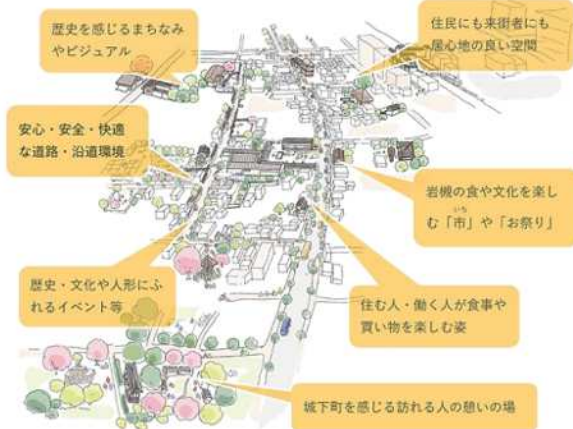 歴史を感じるまちなみ
やビジュアル
住民にも来街者にも
居心地の良い空間
安心・安全・快適
な道路・沿道環境
岩槻の食や文化を楽し
む「市」や「お祭り」
いち
歴史・文化や人形にふ
れるイベント等
住む人・働く人が食事や
買い物を楽しむ姿
城下町を感じる訪れる人の憩いの場